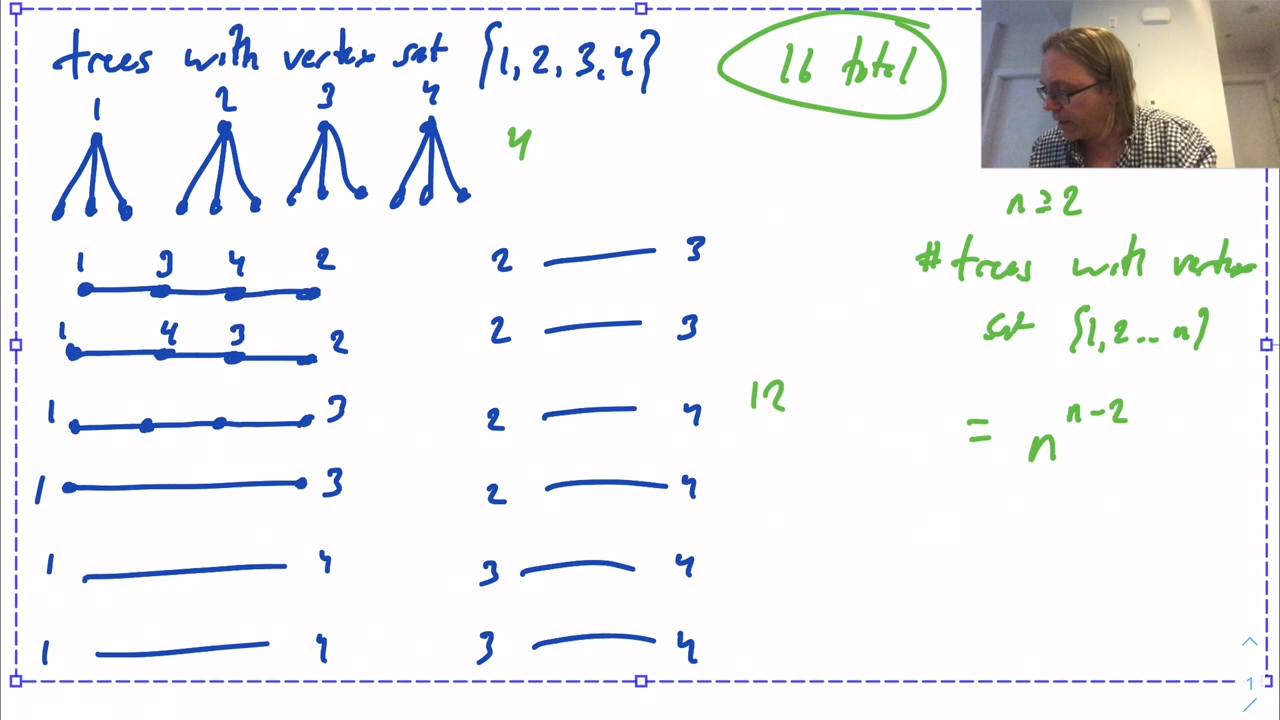 trees with vertex set {1, 2, 3, 4}
16 total
1 2 3 4
4
n ≥ 2
# trees with vertex
set {1, 2 ... n}
= n^{n-2}
1 3 4 2
1 4 3 2
1 3
1 3
1 4
1 4
2 3
2 3
2 4
2 4
3 4
3 4
12
1